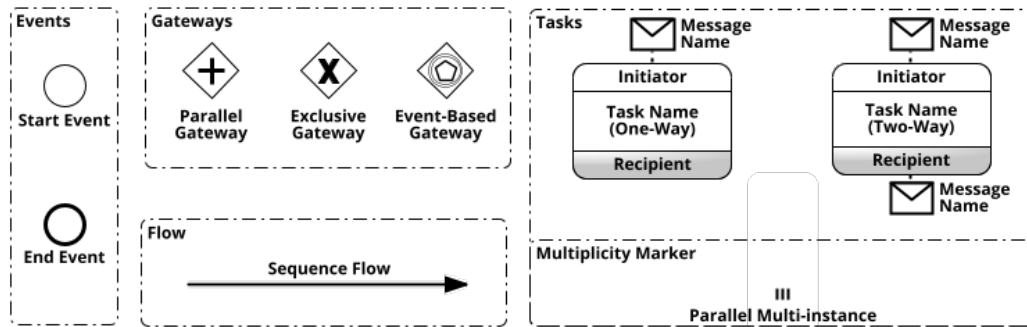 Events
Start Event
End Event
Gateways
Parallel
Gateway
Exclusive
Gateway
Event-Based
Gateway
Flow
Sequence Flow
Tasks
Message
Name
Initiator
Task Name
(One-Way)
Recipient
Message
Name
Initiator
Task Name
(Two-Way)
Recipient
Message
Name
Multiplicity Marker
Parallel Multi-instance